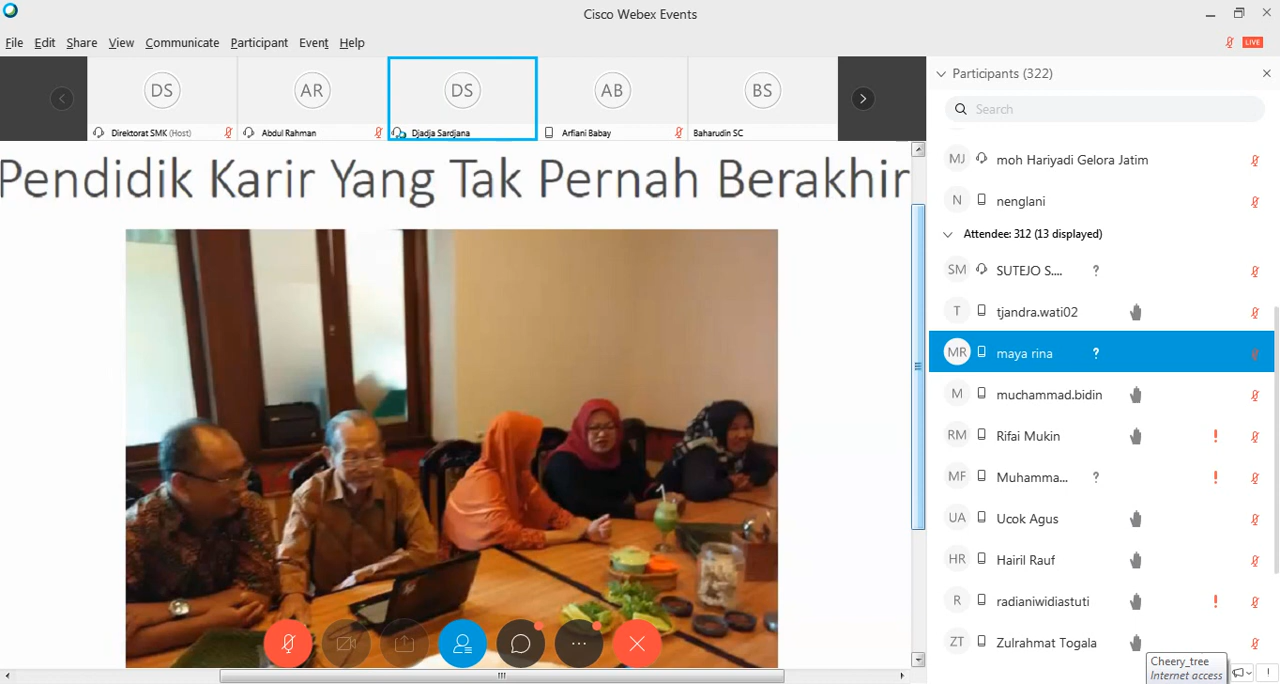 Cisco Webex Events
File Edit Share View Communicate Participant Event Help
LIVE
DS
Direktorat SMK (Host)
AR
Abdul Rahman
DS
Djadja Sardjana
AB
Arfiani Babay
BS
Baharudin SC
Pendidik Karir Yang Tak Pernah Berakhir
Participants (322)
Search
MJ moh Hariyadi Gelora Jatim
N nenglani
Attendee: 312 (13 displayed)
SM SUTEJO S.... ?
T tjandra.wati02
MR maya rina ?
M muchammad.bidin
RM Rifai Mukin !
MF Muhamma... ? !
UA Ucok Agus
HR Hairil Rauf
R radianiwidiastuti !
ZT Zulrahmat Togala
Cheery_tree
Internet access
!